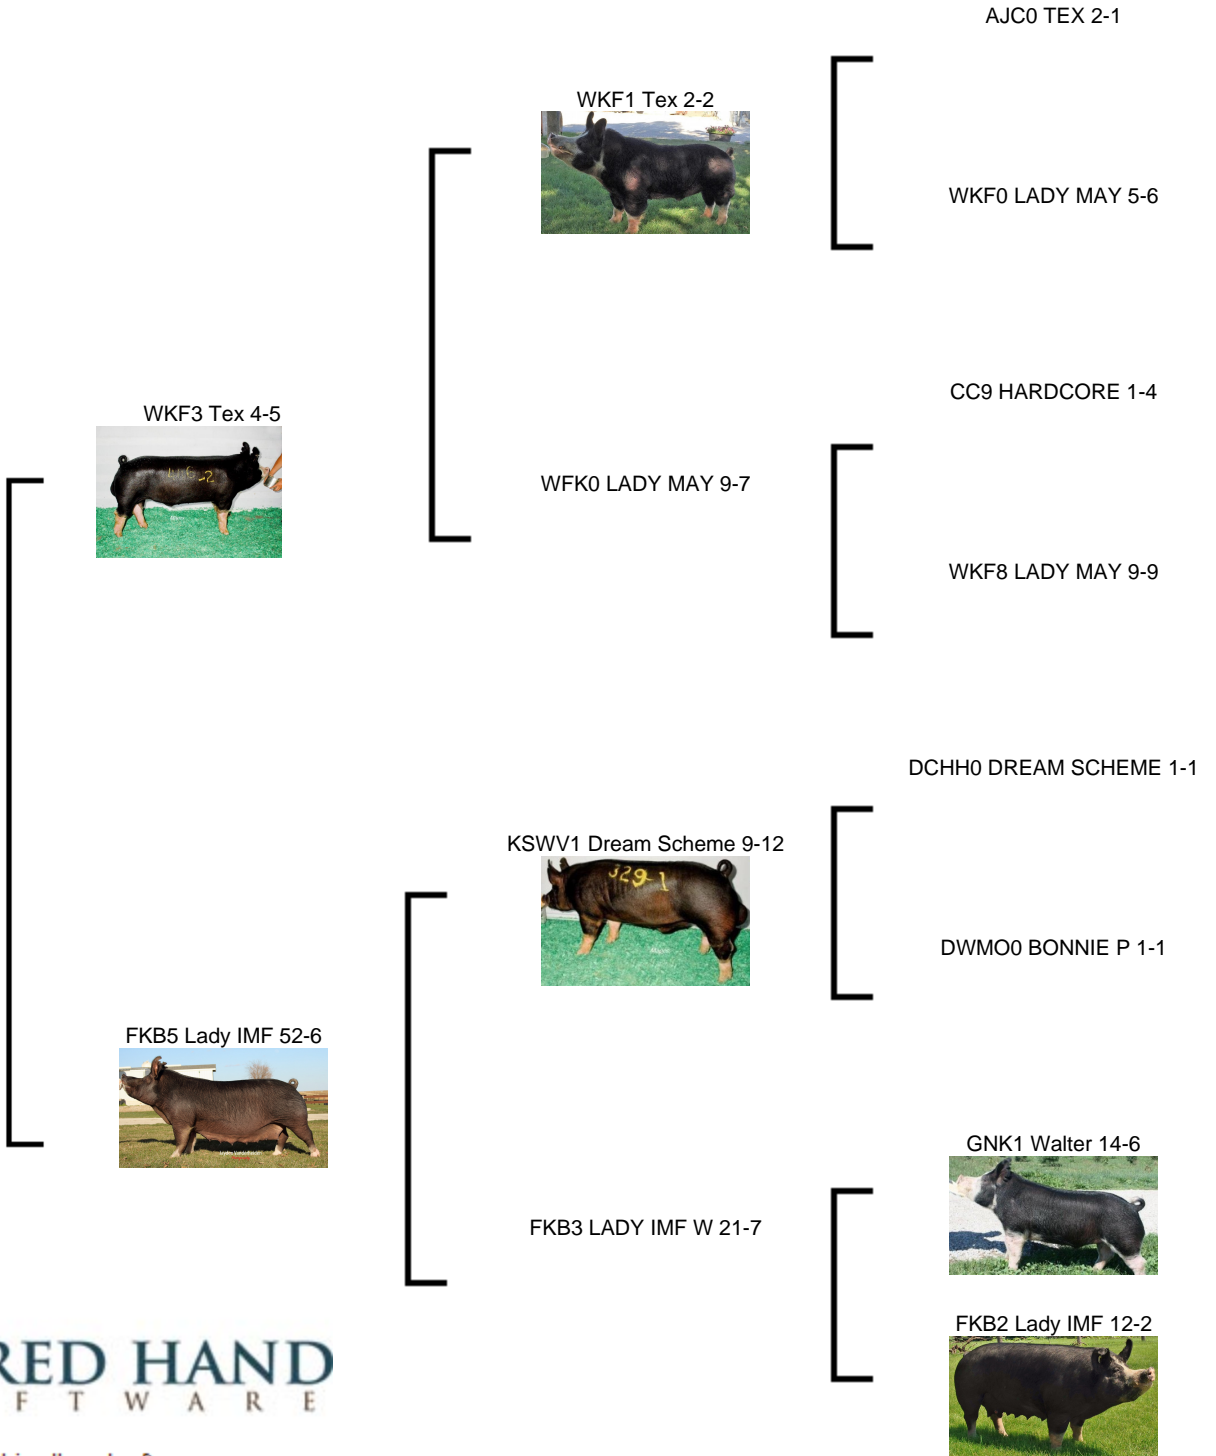 AJC0 TEX 2-1
WKF1 Tex 2-2
WKF0 LADY MAY 5-6
CC9 HARDCORE 1-4
WKF3 Tex 4-5
WFK0 LADY MAY 9-7
WKF8 LADY MAY 9-9
DCHH0 DREAM SCHEME 1-1
KSWV1 Dream Scheme 9-12
329-1
DWMO0 BONNIE P 1-1
FKB5 Lady IMF 52-6
GNK1 Walter 14-6
FKB3 LADY IMF W 21-7
FKB2 Lady IMF 12-2
RED HAND
F T W A R E